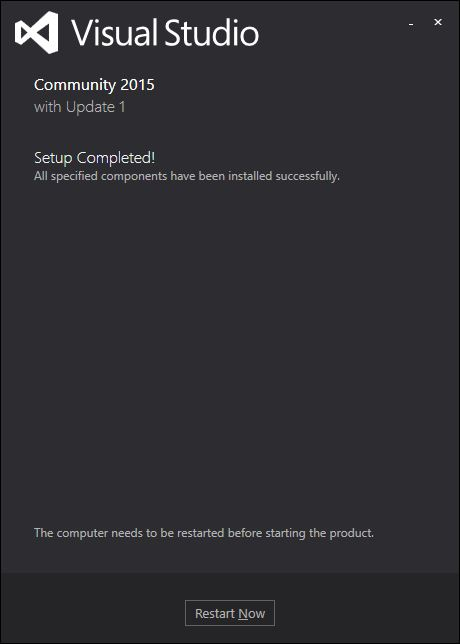 Visual Studio
Community 2015
with Update 1
Setup Completed!
All specified components have been installed successfully.
The computer needs to be restarted before starting the product.
Restart Now